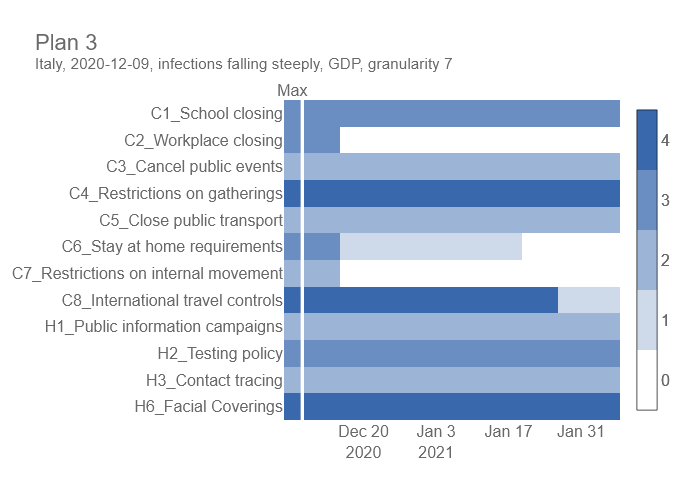 Plan 3
Italy, 2020-12-09, infections falling steeply, GDP, granularity 7
Max
C1_School closing
C2_Workplace closing
C3_Cancel public events
C4_Restrictions on gatherings
C5_Close public transport
C6_Stay at home requirements
C7_Restrictions on internal movement
C8_International travel controls
H1_Public information campaigns
H2_Testing policy
H3_Contact tracing
H6_Facial Coverings
4
3
2
1
0
Dec 20 Jan 3 Jan 17 Jan 31
2020 2021